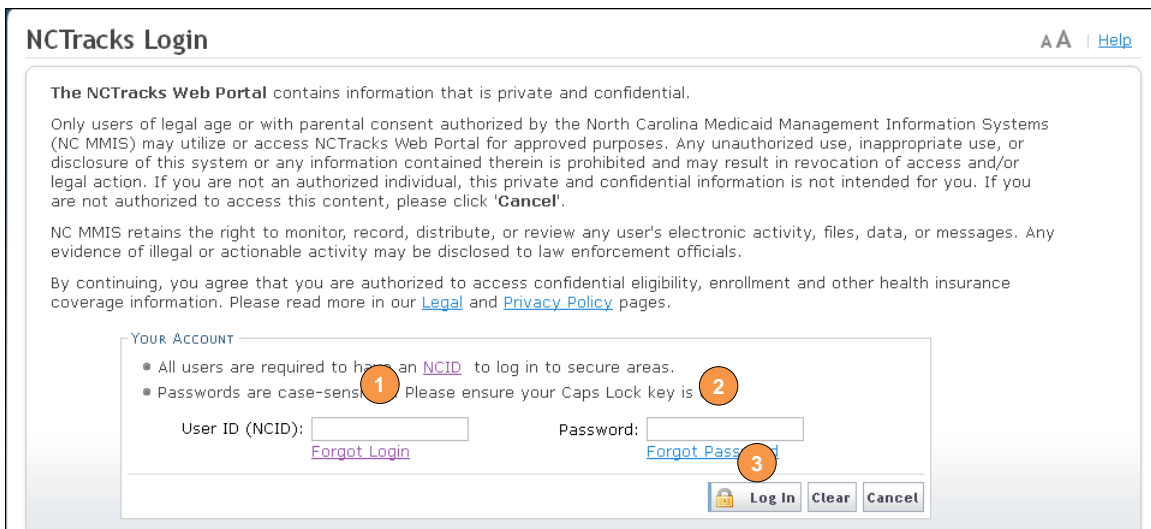 NCTracks Login
A A | Help
The NCTracks Web Portal contains information that is private and confidential.
Only users of legal age or with parental consent authorized by the North Carolina Medicaid Management Information Systems
(NC MMIS) may utilize or access NCTracks Web Portal for approved purposes. Any unauthorized use, inappropriate use, or
disclosure of this system or any information contained therein is prohibited and may result in revocation of access and/or
legal action. If you are not an authorized individual, this private and confidential information is not intended for you. If you
are not authorized to access this content, please click 'Cancel'.
NC MMIS retains the right to monitor, record, distribute, or review any user's electronic activity, files, data, or messages. Any
evidence of illegal or actionable activity may be disclosed to law enforcement officials.
By continuing, you agree that you are authorized to access confidential eligibility, enrollment and other health insurance
coverage information. Please read more in our Legal and Privacy Policy pages.
YOUR ACCOUNT
All users are required to have an NCID to log in to secure areas.
1
2
Passwords are case-sensi Please ensure your Caps Lock key is
User ID (NCID):
Password:
Forgot Login
Forgot Password
3
Log In
Clear
Cancel